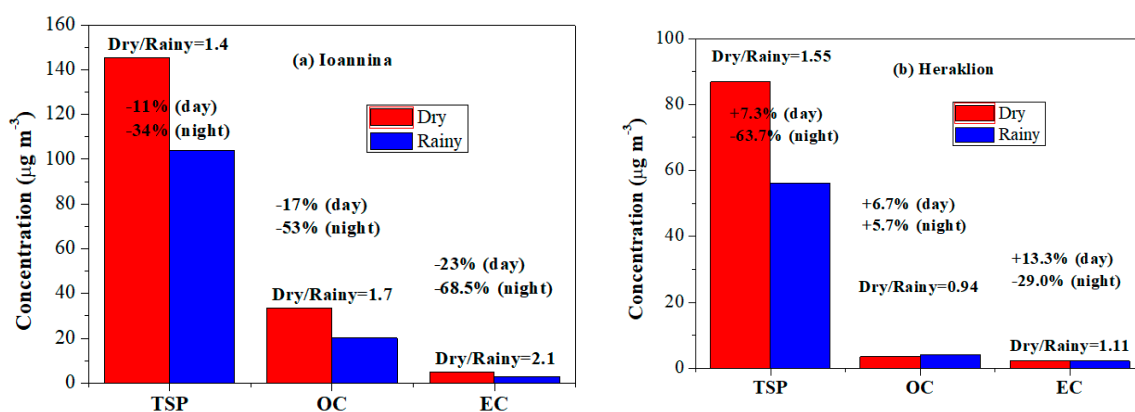 160
140
120
100
80
60
40
20
0
Concentration (μg m⁻³)
Dry/Rainy=1.4
(a) Ioannina
-11% (day)
-34% (night)
Dry
Rainy
-17% (day)
-53% (night)
-23% (day)
-68.5% (night)
Dry/Rainy=1.7
Dry/Rainy=2.1
TSP
OC
EC
100
80
60
40
20
0
Concentration (μg m⁻³)
Dry/Rainy=1.55
(b) Heraklion
+7.3% (day)
-63.7% (night)
Dry
Rainy
+6.7% (day)
+5.7% (night)
+13.3% (day)
-29.0% (night)
Dry/Rainy=0.94
Dry/Rainy=1.11
TSP
OC
EC